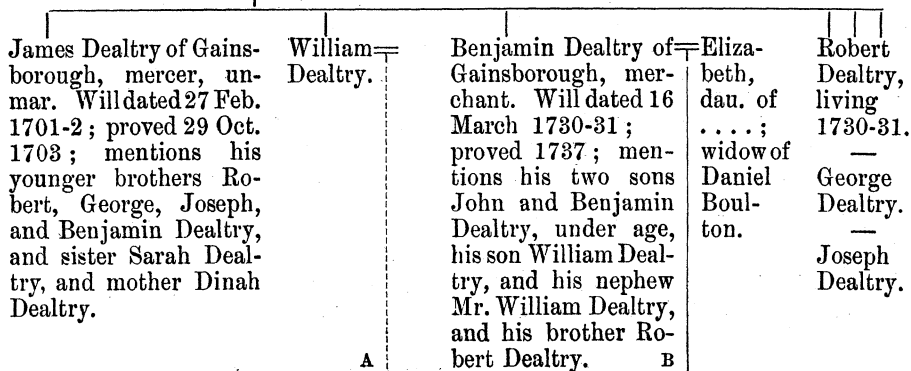 James Dealtry of Gains-
borough, mercer, un-
mar. Will dated 27 Feb.
1701-2 ; proved 29 Oct.
1703 ; mentions his
younger brothers Ro-
bert, George, Joseph,
and Benjamin Dealtry,
and sister Sarah Deal-
try, and mother Dinah
Dealtry.
William
Dealtry.
A
Benjamin Dealtry of
Gainsborough, mer-
chant. Will dated 16
March 1730-31 ;
proved 1737 ; men-
tions his two sons
John and Benjamin
Dealtry, under age,
his son William Deal-
try, and his nephew
Mr. William Dealtry,
and his brother Ro-
bert Dealtry. B
Eliza-
beth,
dau. of
. . . . ;
widow of
Daniel
Boul-
ton.
Robert
Dealtry,
living
1730-31.
—
George
Dealtry.
—
Joseph
Dealtry.